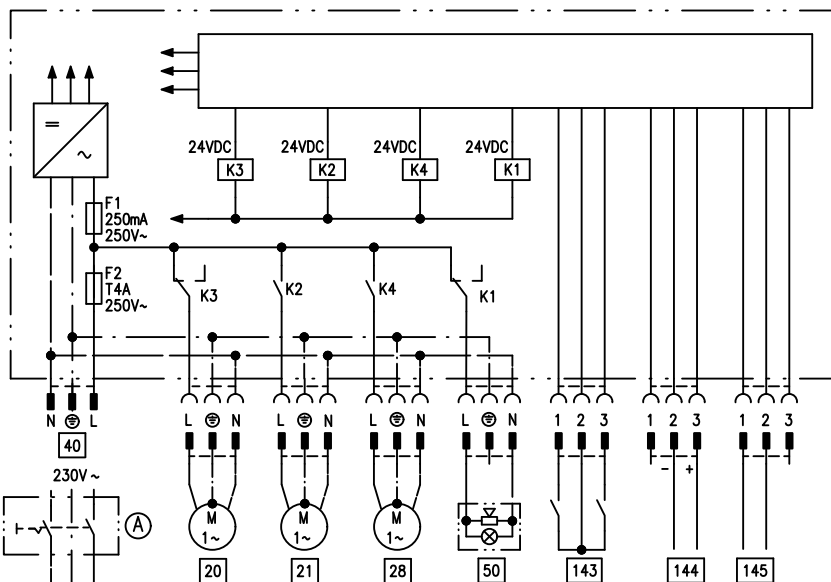 24VDC 24VDC 24VDC 24VDC
K3 K2 K4 K1
F1
250mA
250V~
F2
T4A
250V~
K3 K2 K4 K1
N L L N L N L N L N 1 2 3 1 2 3 1 2 3
40
230V~
- +
A
M M M
1~ 1~ 1~
20 21 28 50 143 144 145